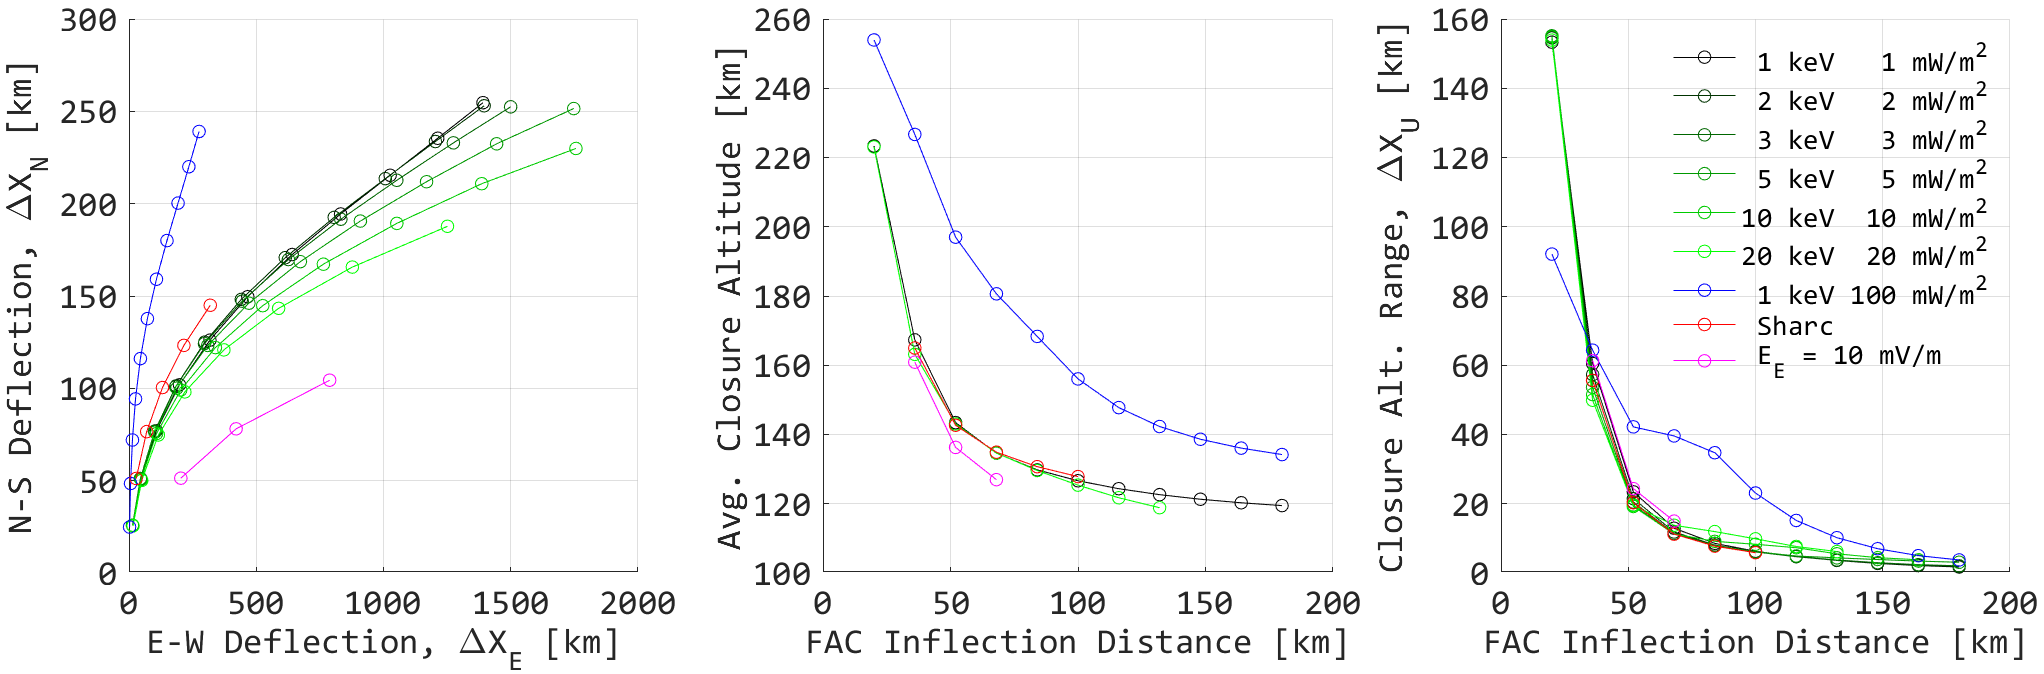 N-S Deflection, ΔX_N [km]
300
250
200
150
100
50
0
0 500 1000 1500 2000
E-W Deflection, ΔX_E [km]
Avg. Closure Altitude [km]
260
240
220
200
180
160
140
120
100
0 50 100 150 200
FAC Inflection Distance [km]
Closure Alt. Range, ΔX_U [km]
160
140
120
100
80
60
40
20
0
0 50 100 150 200
FAC Inflection Distance [km]
1 keV 1 mW/m²
2 keV 2 mW/m²
3 keV 3 mW/m²
5 keV 5 mW/m²
10 keV 10 mW/m²
20 keV 20 mW/m²
1 keV 100 mW/m²
Sharc
E_E = 10 mV/m